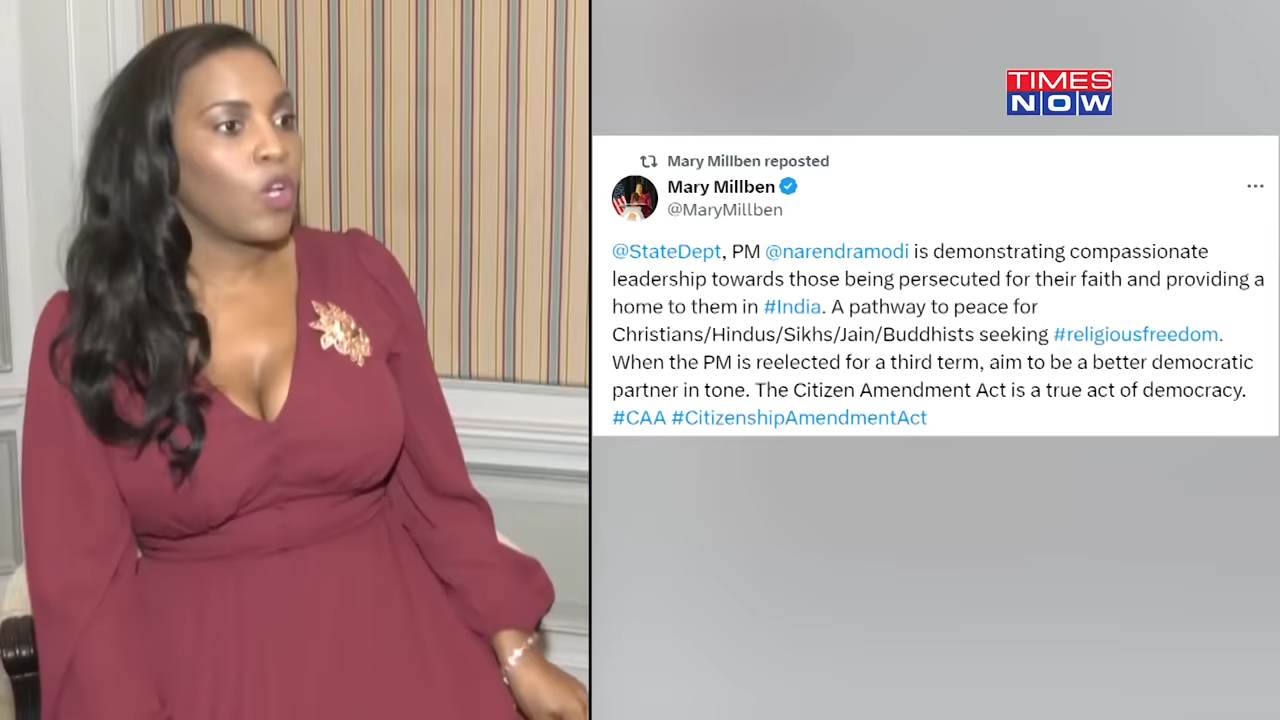 TIMES
NOW
Mary Millben reposted
Mary Millben
@MaryMillben
@StateDept, PM @narendramodi is demonstrating compassionate
leadership towards those being persecuted for their faith and providing a
home to them in #India. A pathway to peace for
Christians/Hindus/Sikhs/Jain/Buddhists seeking #religiousfreedom.
When the PM is reelected for a third term, aim to be a better democratic
partner in tone. The Citizen Amendment Act is a true act of democracy.
#CAA #CitizenshipAmendmentAct